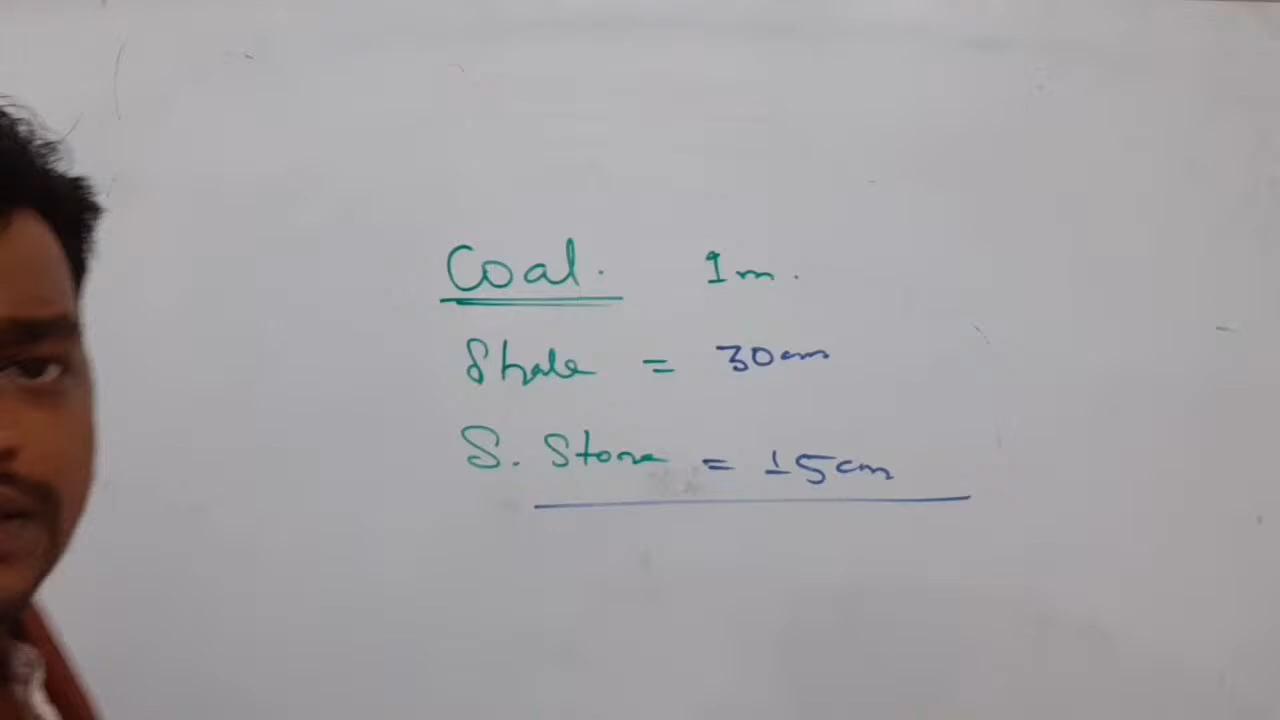 Coal. 1m.
Shale = 30cm
S. Stone = 15cm